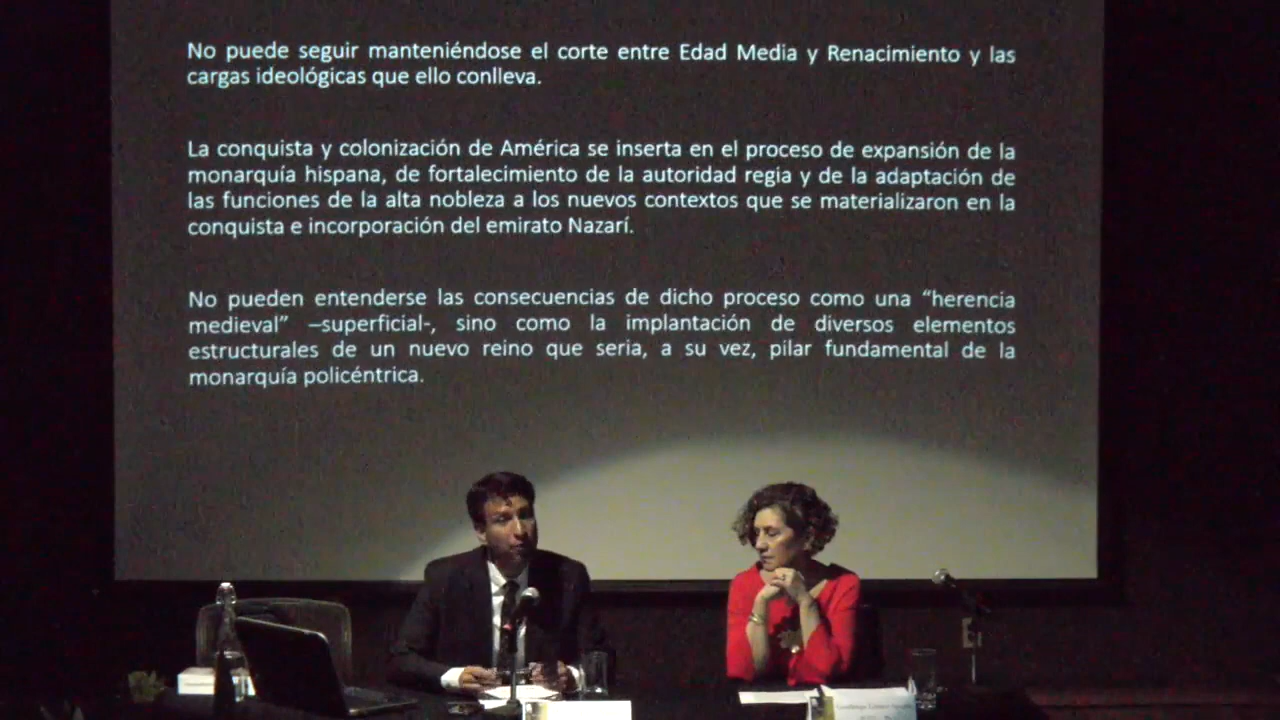 No puede seguir manteniéndose el corte entre Edad Media y Renacimiento y las
cargas ideológicas que ello conlleva.
La conquista y colonización de América se inserta en el proceso de expansión de la
monarquía hispana, de fortalecimiento de la autoridad regia y de la adaptación de
las funciones de la alta nobleza a los nuevos contextos que se materializaron en la
conquista e incorporación del emirato Nazarí.
No pueden entenderse las consecuencias de dicho proceso como una “herencia
medieval” –superficial-, sino como la implantación de diversos elementos
estructurales de un nuevo reino que seria, a su vez, pilar fundamental de la
monarquía policéntrica.